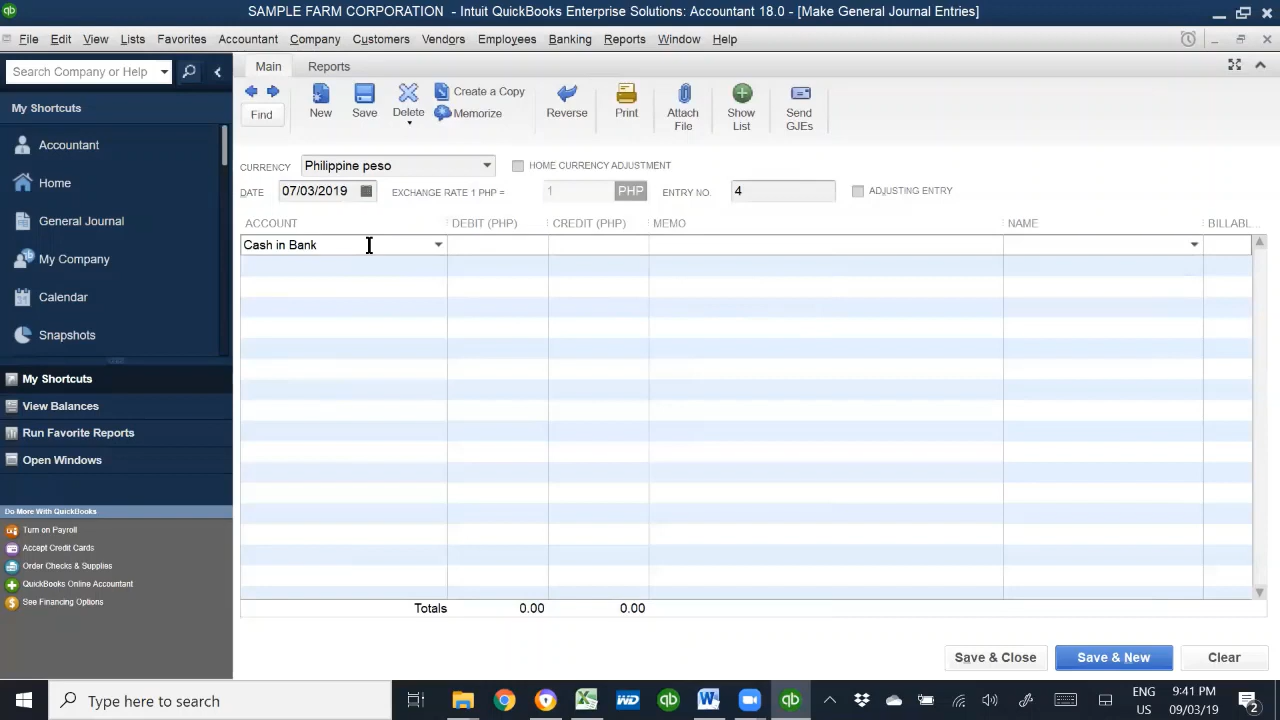 SAMPLE FARM CORPORATION - Intuit QuickBooks Enterprise Solutions: Accountant 18.0 - [Make General Journal Entries]
File Edit View Lists Favorites Accountant Company Customers Vendors Employees Banking Reports Window Help
Search Company or Help
Main Reports
Find
New
Save
Delete
Create a Copy
Memorize
Reverse
Print
Attach
File
Show
List
Send
GJEs
My Shortcuts
Accountant
Home
General Journal
My Company
Calendar
Snapshots
My Shortcuts
View Balances
Run Favorite Reports
Open Windows
Do More With QuickBooks
Turn on Payroll
Accept Credit Cards
Order Checks & Supplies
QuickBooks Online Accountant
See Financing Options
CURRENCY Philippine peso HOME CURRENCY ADJUSTMENT
DATE 07/03/2019 EXCHANGE RATE 1 PHP = 1 PHP ENTRY NO. 4 ADJUSTING ENTRY
ACCOUNT DEBIT (PHP) CREDIT (PHP) MEMO NAME BILLABL...
Cash in Bank
Totals 0.00 0.00
Save & Close Save & New Clear
Type here to search
ENG
US
9:41 PM
09/03/19
2